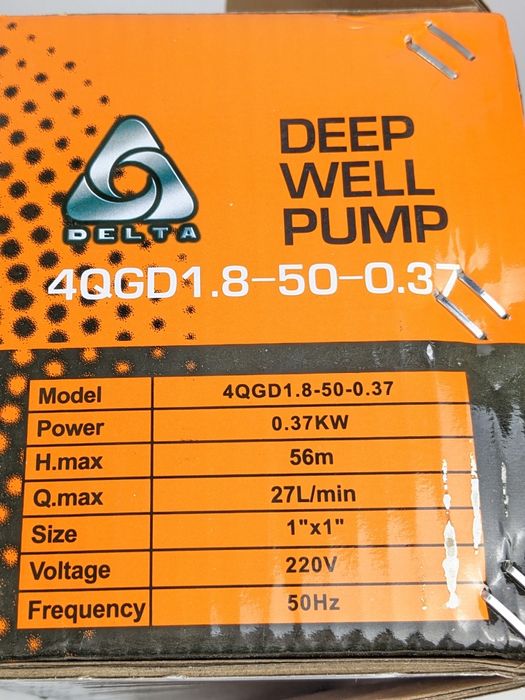 DELTA
DEEP
WELL
PUMP
4QGD1.8-50-0.37
Model 4QGD1.8-50-0.37
Power 0.37KW
H.max 56m
Q.max 27L/min
Size 1"x1"
Voltage 220V
Frequency 50Hz